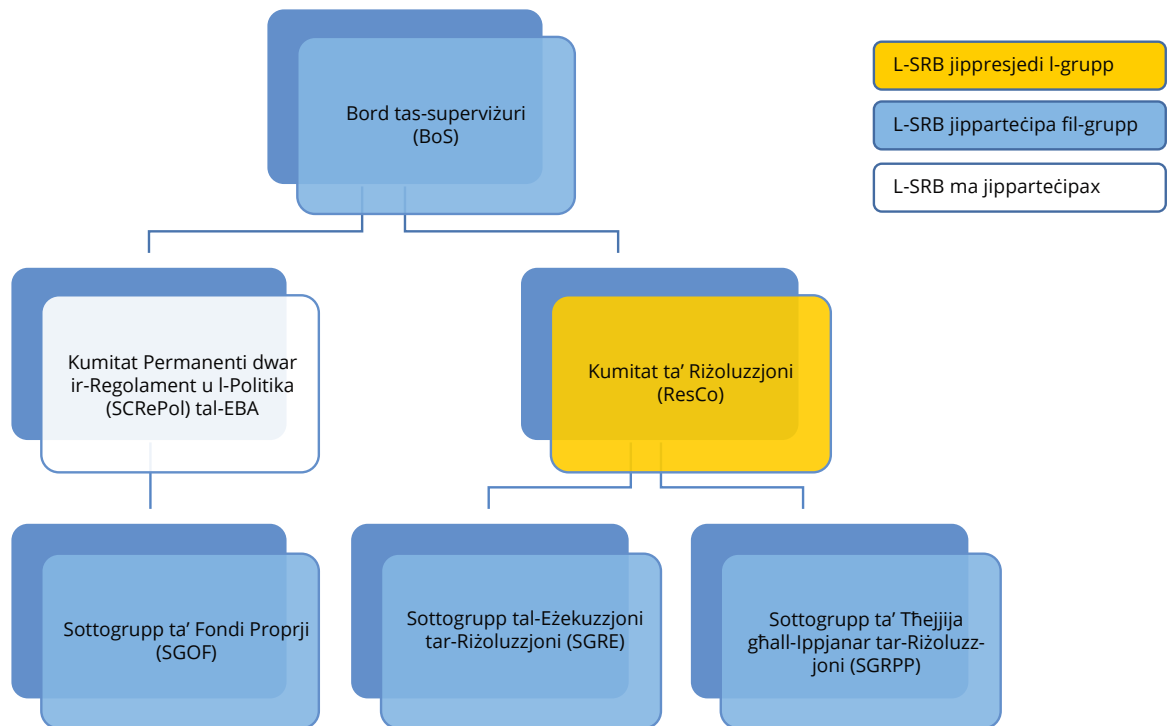 Bord tas-superviżuri
(BoS)
L-SRB jippresjedi l-grupp
L-SRB jipparteċipa fil-grupp
L-SRB ma jipparteċipax
Kumitat Permanenti dwar
ir-Regolament u l-Politika
(SCRePol) tal-EBA
Kumitat ta’ Riżoluzzjoni
(ResCo)
Sottogrupp ta’ Fondi Proprji
(SGOF)
Sottogrupp tal-Eżekuzzjoni
tar-Riżoluzzjoni (SGRE)
Sottogrupp ta’ Tħejjija
għall-Ippjanar tar-Riżoluzz-
joni (SGRPP)